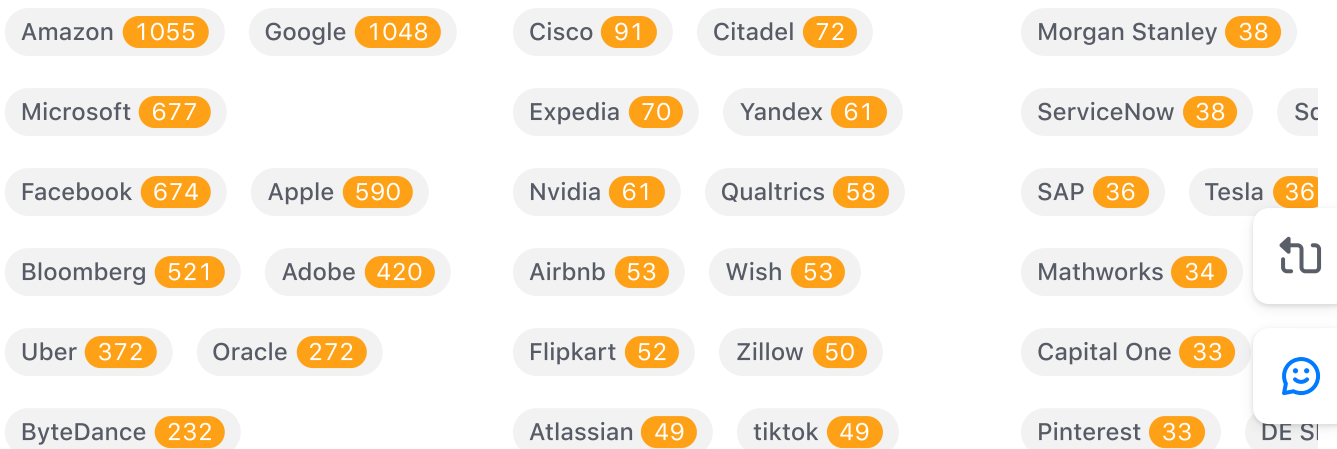 Amazon 1055 Google 1048
Microsoft 677
Facebook 674 Apple 590
Bloomberg 521 Adobe 420
Uber 372 Oracle 272
ByteDance 232
Cisco 91 Citadel 72
Expedia 70 Yandex 61
Nvidia 61 Qualtrics 58
Airbnb 53 Wish 53
Flipkart 52 Zillow 50
Atlassian 49 tiktok 49
Morgan Stanley 38
ServiceNow 38
SAP 36 Tesla 36
Mathworks 34
Capital One 33
Pinterest 33 DE